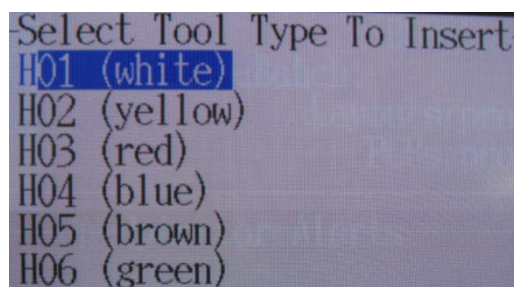 Select Tool Type To Insert
H01 (white)
H02 (yellow)
H03 (red)
H04 (blue)
H05 (brown)
H06 (green)